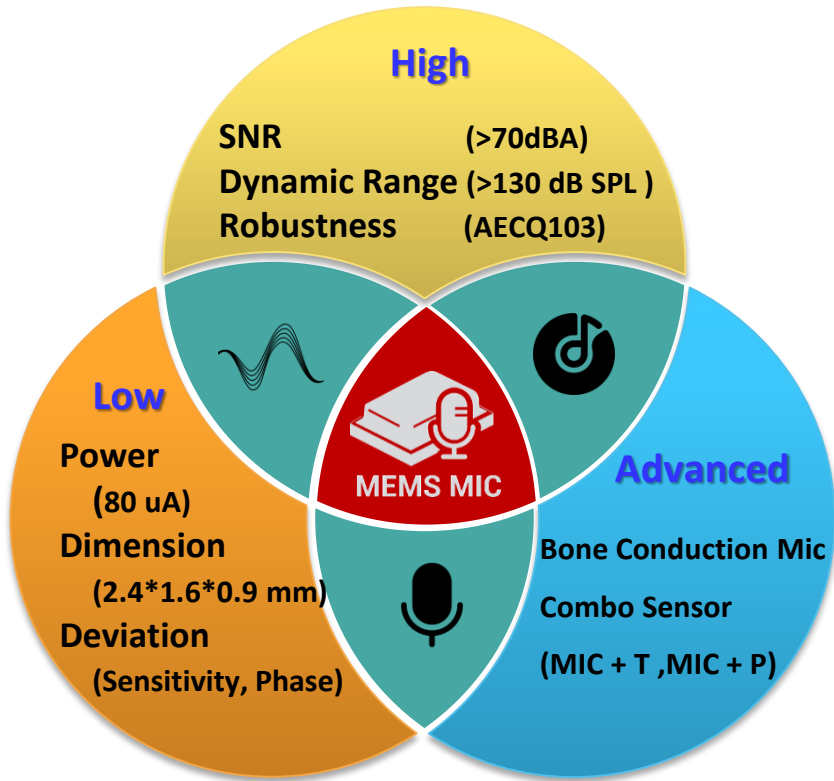 High
SNR (>70dBA)
Dynamic Range (>130 dB SPL )
Robustness (AECQ103)
Low
Power
(80 uA)
Dimension
(2.4*1.6*0.9 mm)
Deviation
(Sensitivity, Phase)
MEMS MIC
Advanced
Bone Conduction Mic
Combo Sensor
(MIC + T ,MIC + P)